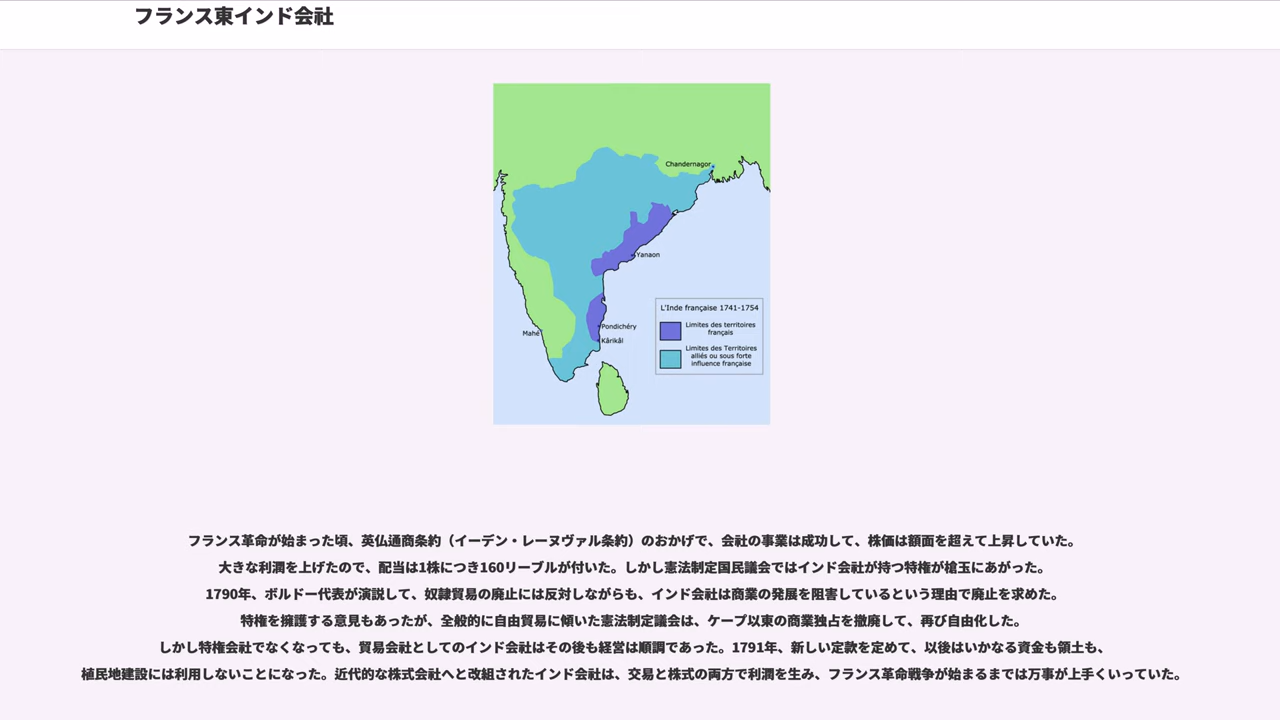 フランス東インド会社
Chandernagor
Yanaon
L'Inde française 1741-1754
Limites des territoires
français
Pondichéry
Mahé
Kârikâl
Limites des Territoires
alliés ou sous forte
influence française
フランス革命が始まった頃、英仏通商条約（イーデン・レーヌヴァル条約）のおかげで、会社の事業は成功して、株価は額面を超えて上昇していた。
大きな利潤を上げたので、配当は1株につき160リーブルが付いた。しかし憲法制定国民議会ではインド会社が持つ特権が槍玉にあがった。
1790年、ボルドー代表が演説して、奴隷貿易の廃止には反対しながらも、インド会社は商業の発展を阻害しているという理由で廃止を求めた。
特権を擁護する意見もあったが、全般的に自由貿易に傾いた憲法制定議会は、ケープ以東の商業独占を撤廃して、再び自由化した。
しかし特権会社でなくなっても、貿易会社としてのインド会社はその後も経営は順調であった。1791年、新しい定款を定めて、以後はいかなる資金も領土も、
植民地建設には利用しないことになった。近代的な株式会社へと改組されたインド会社は、交易と株式の両方で利潤を生み、フランス革命戦争が始まるまでは万事が上手くいっていた。